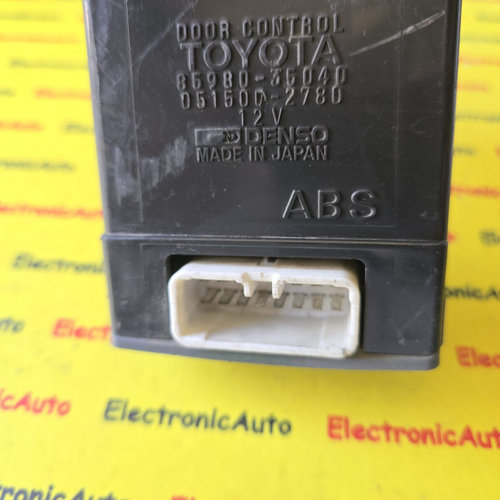 DOOR CONTROL
TOYOTA
85980-35040
051500-2780
12V
DENSO
MADE IN JAPAN
ABS
ElectronicAuto
ElectronicAuto
ElectronicAuto